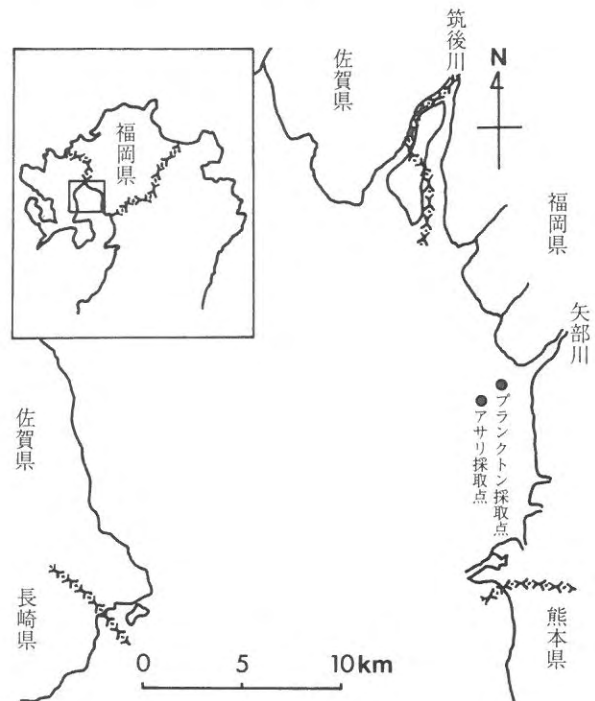 筑後川
佐賀県
N
福岡県
福岡県
矢部川
プランクトン採取点
アサリ採取点
佐賀県
長崎県
熊本県
0 5 10km